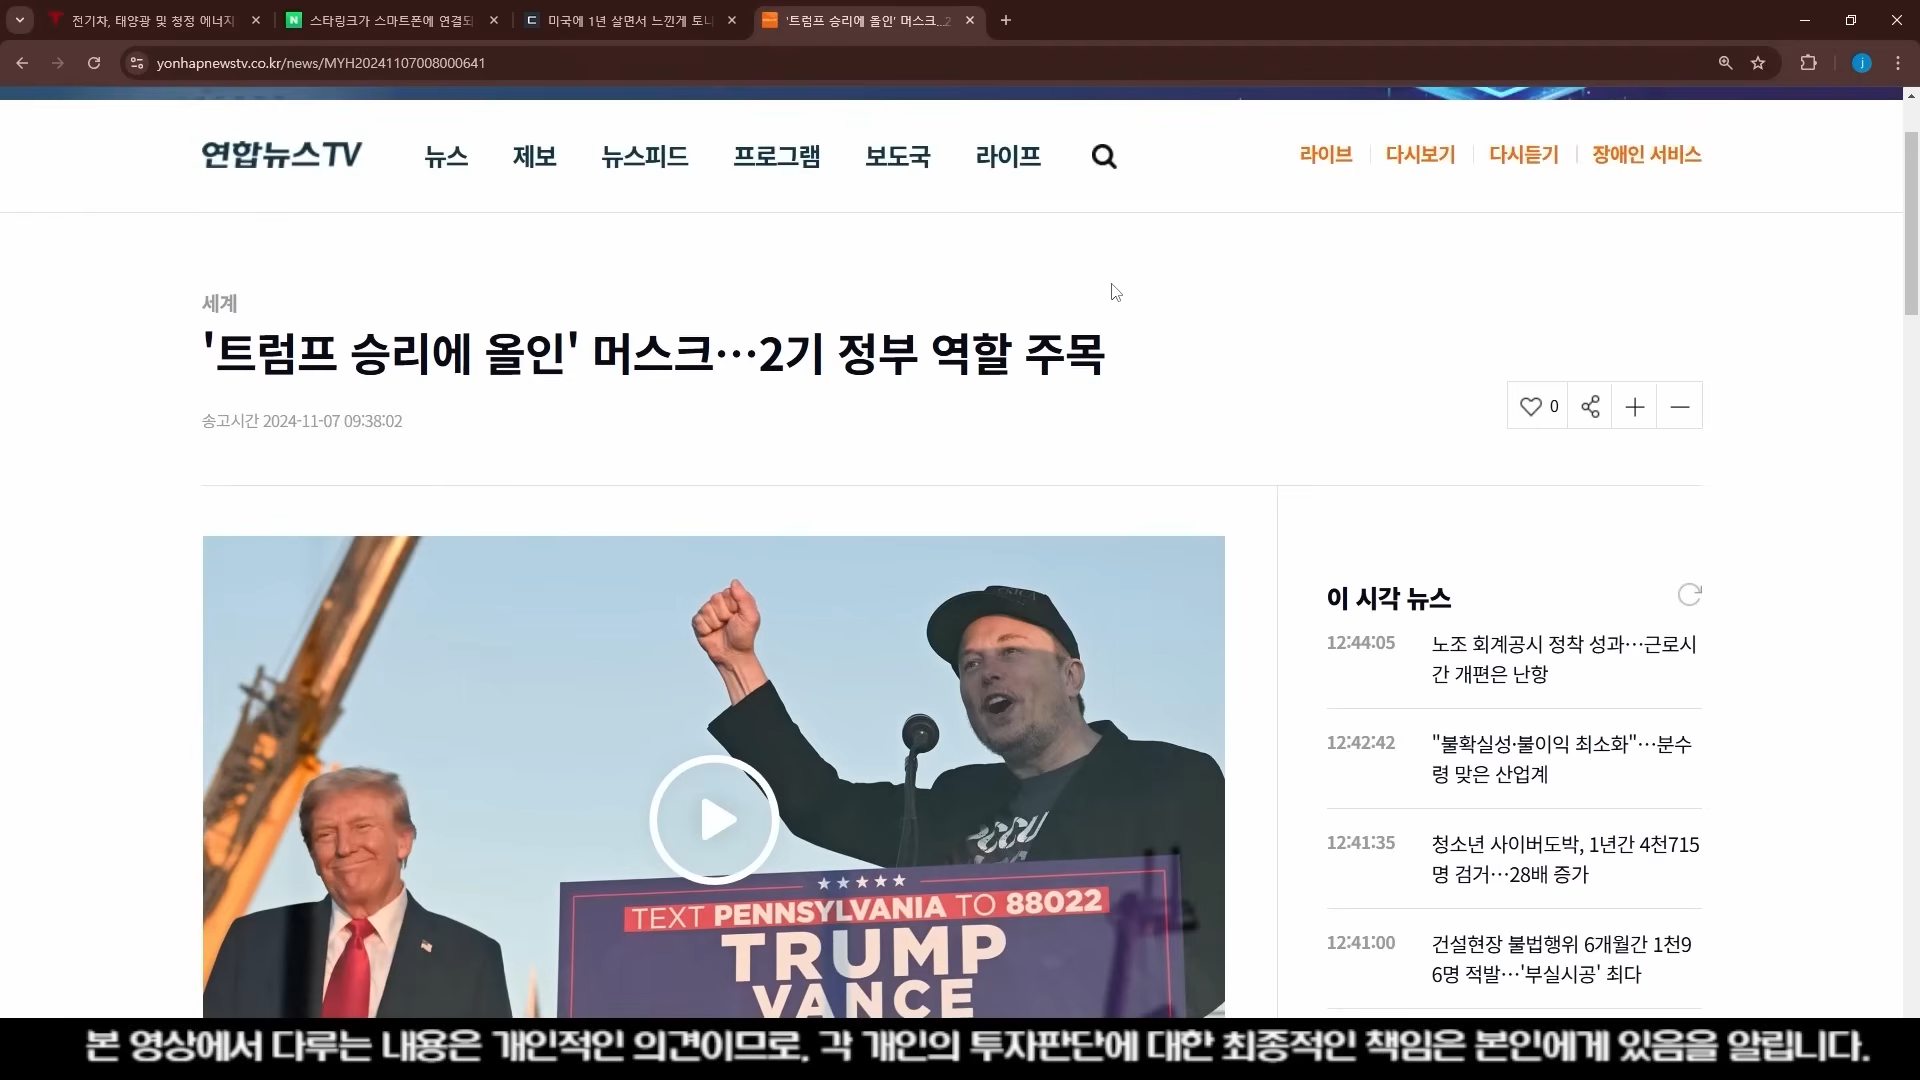 전기차, 태양광 및 청정 에너지
스타링크가 스마트폰에 연결되
미국에 1년 살면서 느낀게 토니
'트럼프 승리에 올인' 머스크...2
yonhapnewstv.co.kr/news/MYH20241107008000641
연합뉴스TV
뉴스
제보
뉴스피드
프로그램
보도국
라이프
라이브
다시보기
다시듣기
장애인 서비스
세계
'트럼프 승리에 올인' 머스크…2기 정부 역할 주목
송고시간 2024-11-07 09:38:02
0
TEXT PENNSYLVANIA TO 88022
TRUMP
VANCE
이 시각 뉴스
12:44:05 노조 회계공시 정착 성과…근로시
간 개편은 난항
12:42:42 "불확실성·불이익 최소화"…분수
령 맞은 산업계
12:41:35 청소년 사이버도박, 1년간 4천715
명 검거…28배 증가
12:41:00 건설현장 불법행위 6개월간 1천9
6명 적발…'부실시공' 최다
본 영상에서 다루는 내용은 개인적인 의견이므로, 각 개인의 투자판단에 대한 최종적인 책임은 본인에게 있음을 알립니다.